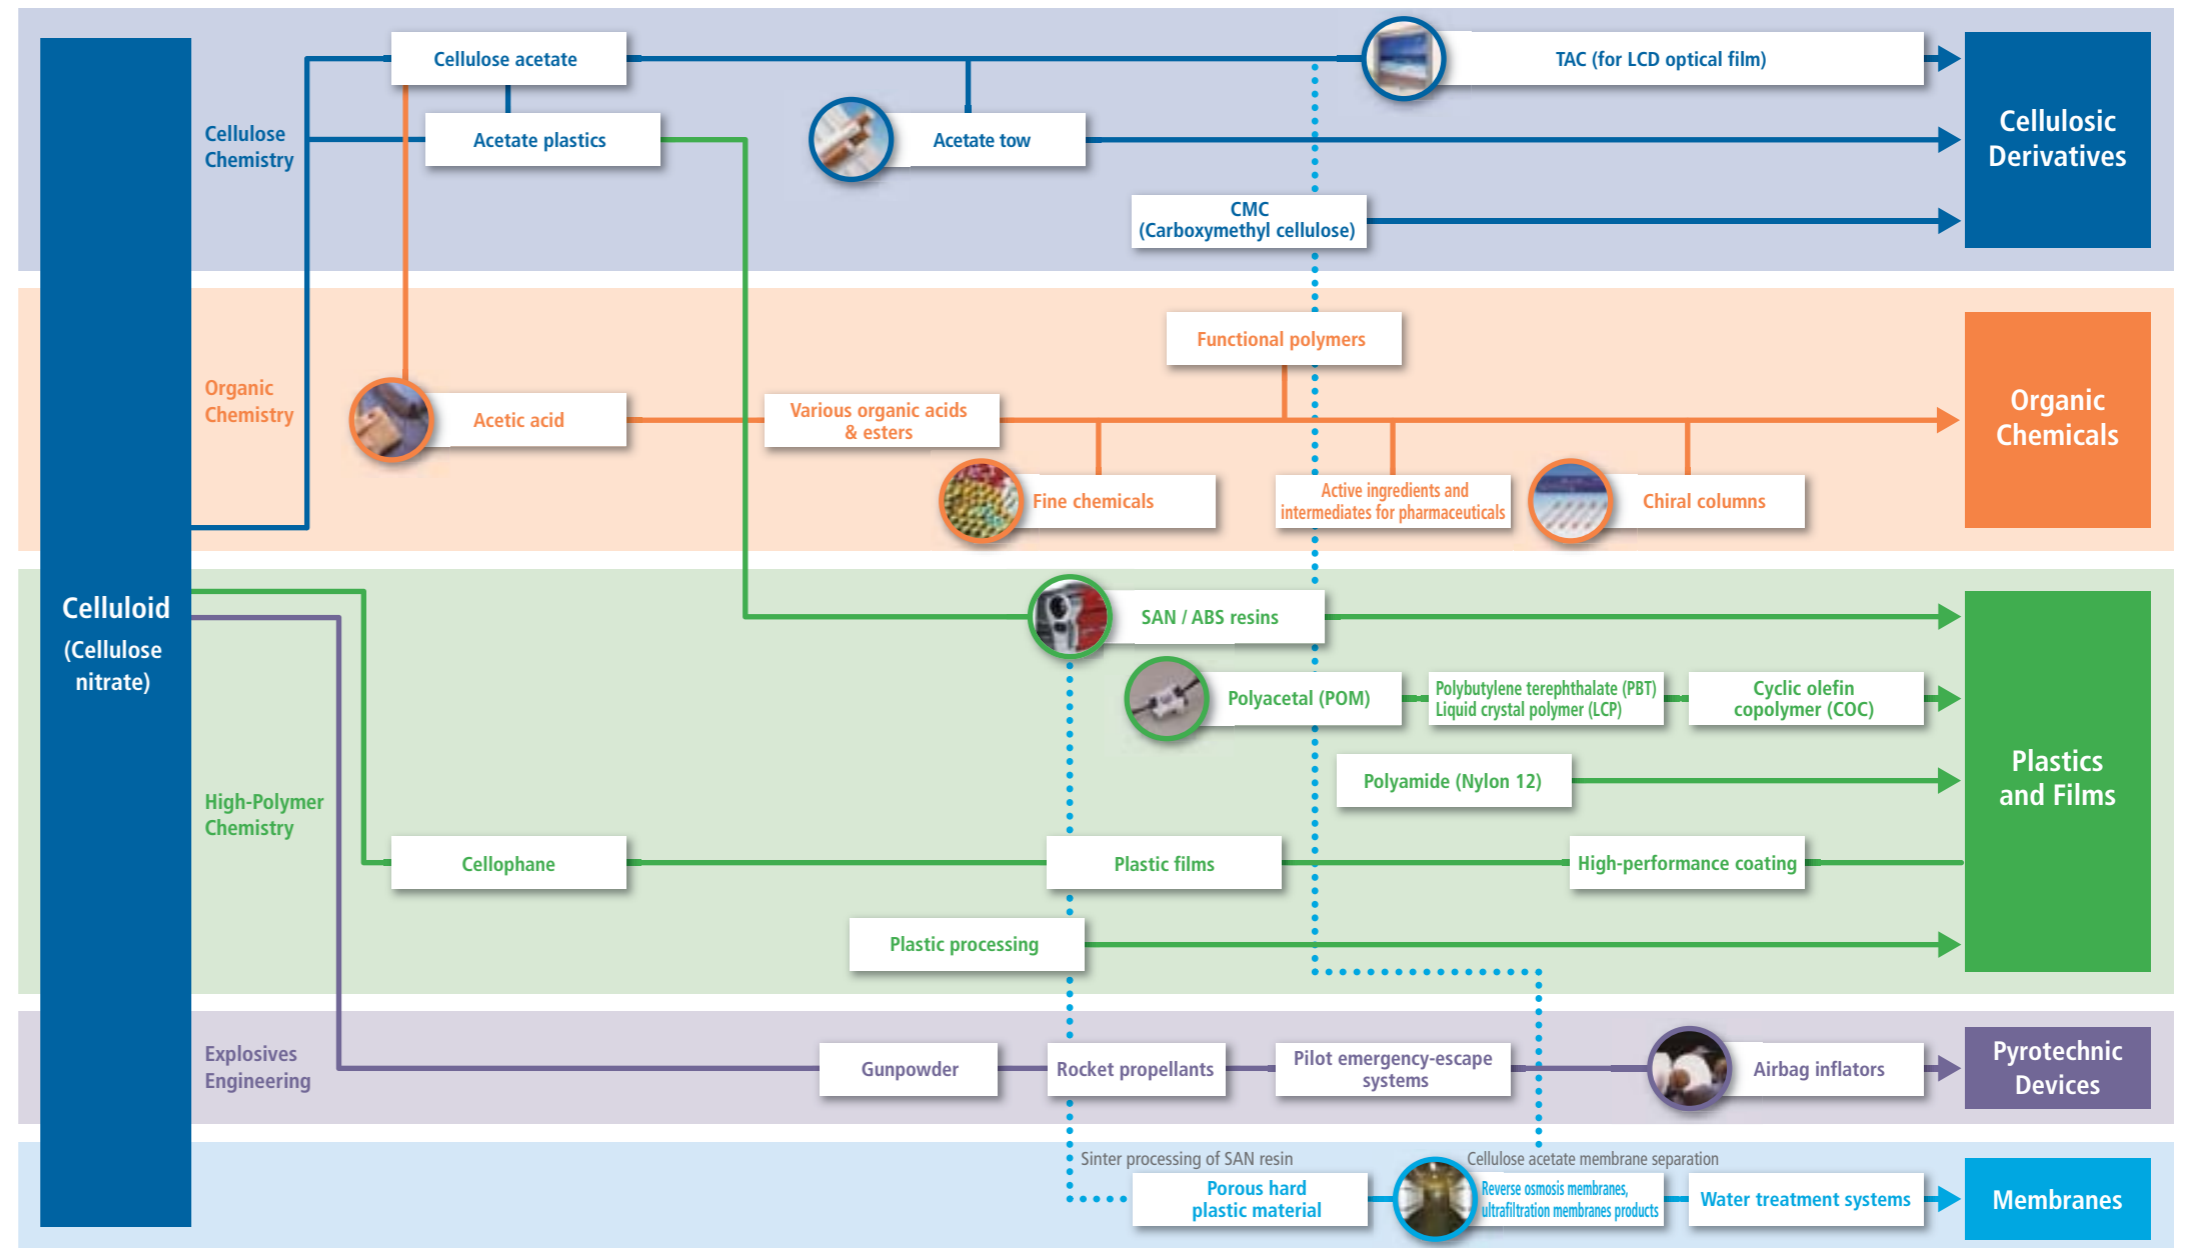 Celluloid
(Cellulose
nitrate)
Cellulose
Chemistry
Cellulose acetate
TAC (for LCD optical film)
Acetate plastics
Acetate tow
CMC
(Carboxymethyl cellulose)
Cellulosic
Derivatives
Organic
Chemistry
Functional polymers
Acetic acid
Various organic acids
& esters
Fine chemicals
Active ingredients and
intermediates for pharmaceuticals
Chiral columns
Organic
Chemicals
High-Polymer
Chemistry
SAN / ABS resins
Polyacetal (POM)
Polybutylene terephthalate (PBT)
Liquid crystal polymer (LCP)
Cyclic olefin
copolymer (COC)
Polyamide (Nylon 12)
Cellophane
Plastic films
High-performance coating
Plastic processing
Plastics
and Films
Explosives
Engineering
Gunpowder
Rocket propellants
Pilot emergency-escape
systems
Airbag inflators
Pyrotechnic
Devices
Sinter processing of SAN resin
Cellulose acetate membrane separation
Porous hard
plastic material
Reverse osmosis membranes,
ultrafiltration membranes products
Water treatment systems
Membranes